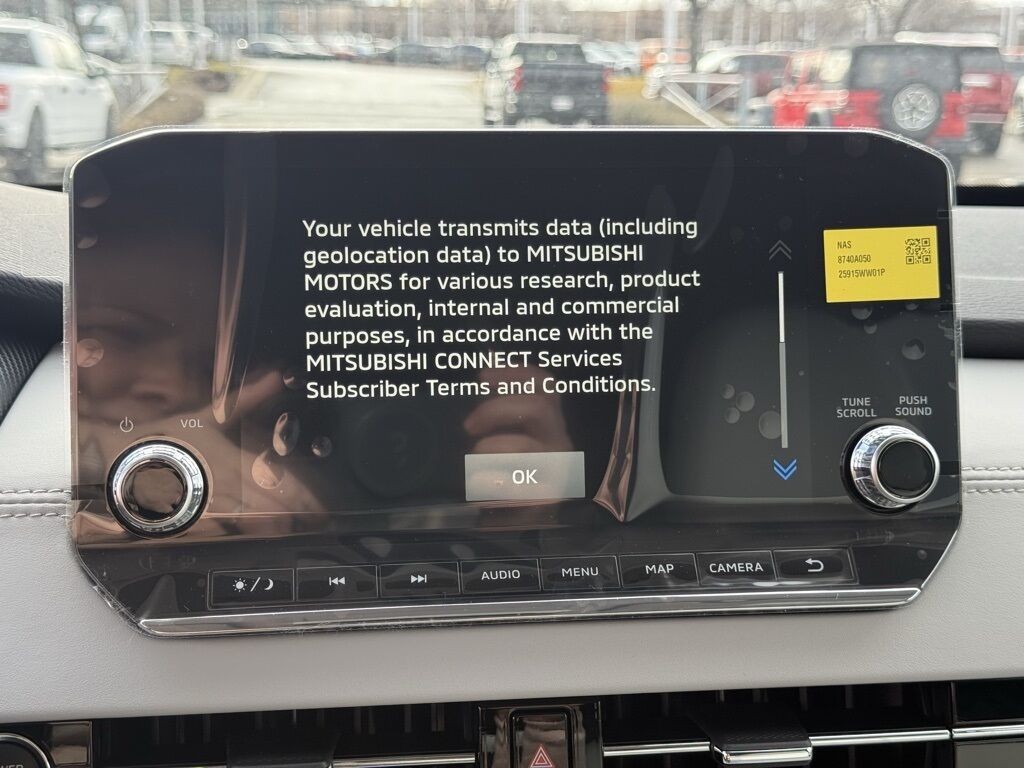 Your vehicle transmits data (including
geolocation data) to MITSUBISHI
MOTORS for various research, product
evaluation, internal and commercial
purposes, in accordance with the
MITSUBISHI CONNECT Services
Subscriber Terms and Conditions.
OK
NAS
8740A050
25915WW01P
VOL
TUNE
SCROLL
PUSH
SOUND
AUDIO
MENU
MAP
CAMERA